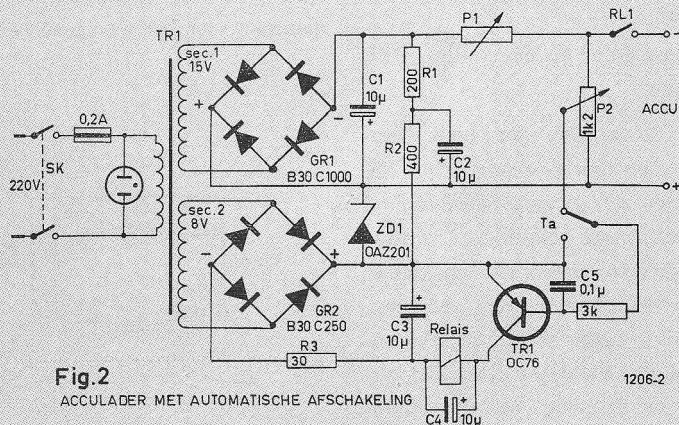 TR1
sec.1
15V
+
-
GR1
B30 C1000
C1
10μ
+
200
R1
R2
400
+
C2
10μ
P1
RL1
-
P2
1k2
ACCU
+
0,2A
SK
220V
sec.2
8V
-
+
GR2
B30 C250
ZD1
OAZ201
Ta
C5
0,1μ
3k
+
C3
10μ
Relais
TR1
OC76
R3
30
+
C4
10μ
1206-2
Fig.2
ACCULADER MET AUTOMATISCHE AFSCHAKELING